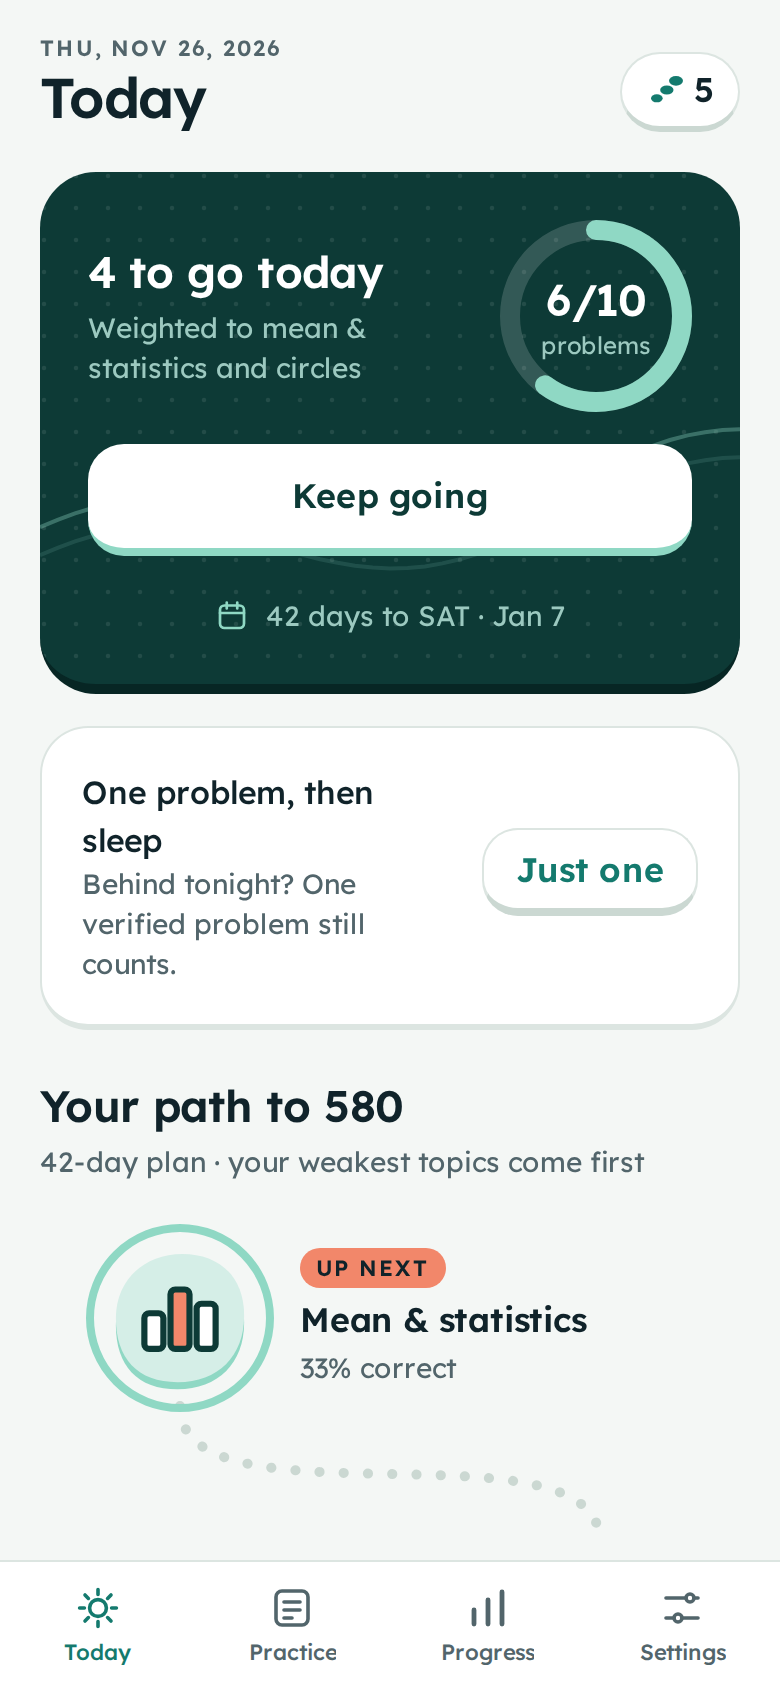 THU, NOV 26, 2026
Today
5
4 to go today
Weighted to mean &
statistics and circles
6/10
problems
Keep going
42 days to SAT · Jan 7
One problem, then
sleep
Behind tonight? One
verified problem still
counts.
Just one
Your path to 580
42-day plan · your weakest topics come first
UP NEXT
Mean & statistics
33% correct
Today
Practice
Progress
Settings